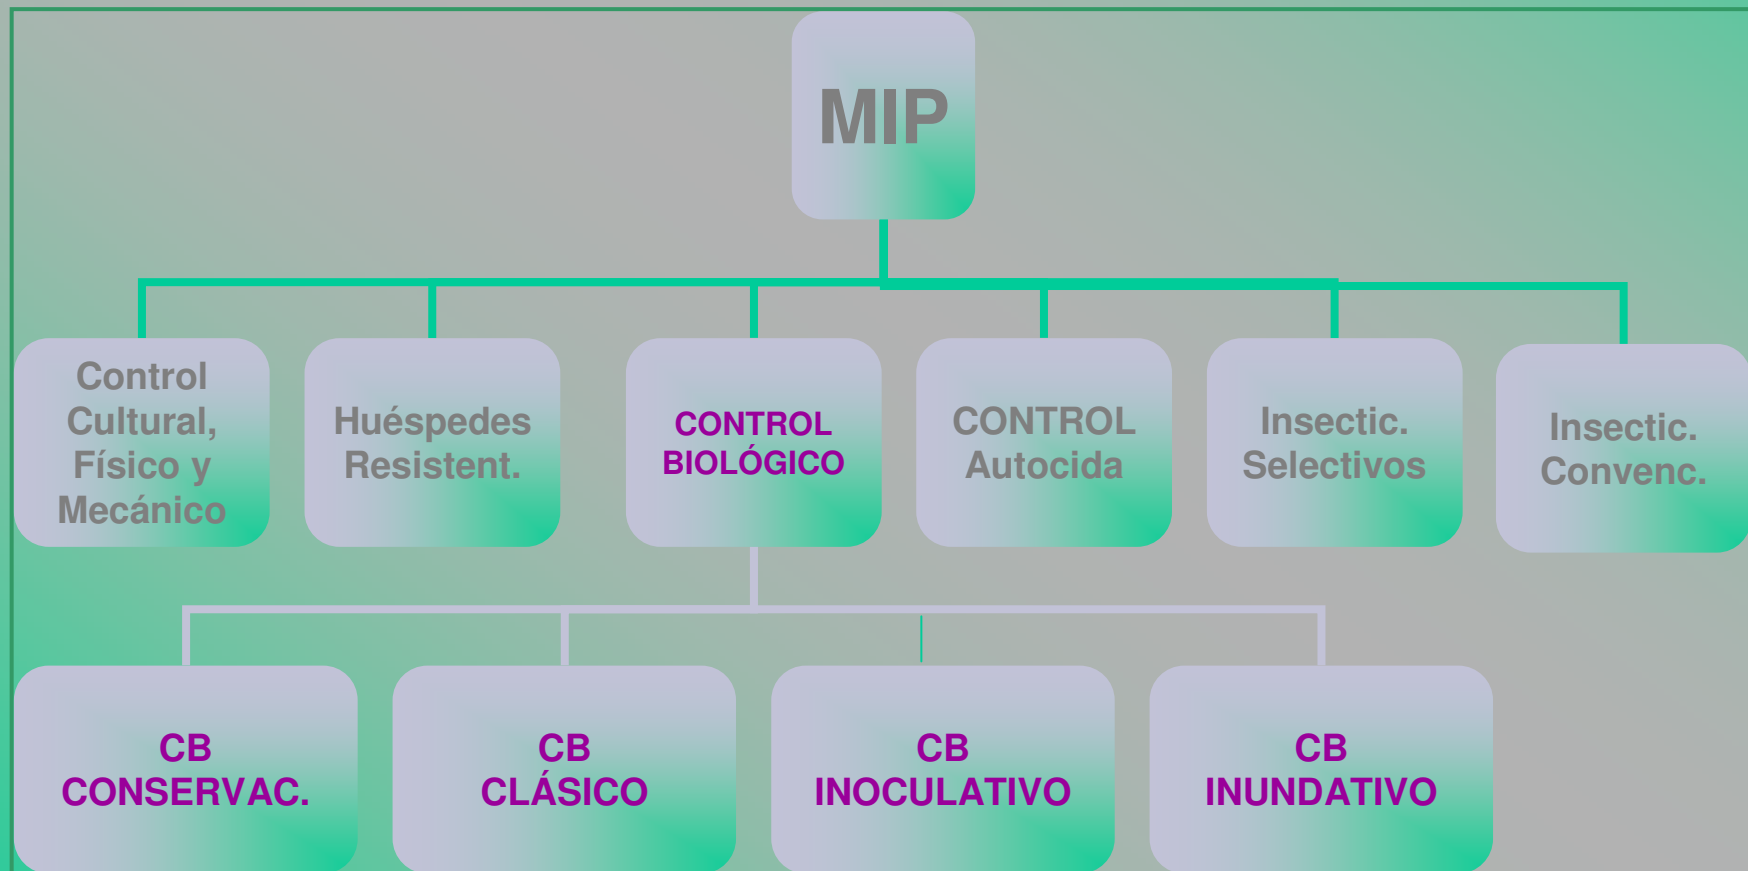 MIP
Control
Cultural,
Físico y
Mecánico
Huéspedes
Resistent.
CONTROL
BIOLÓGICO
CONTROL
Autocida
Insectic.
Selectivos
Insectic.
Convenc.
CB
CONSERVAC.
CB
CLÁSICO
CB
INOCULATIVO
CB
INUNDATIVO